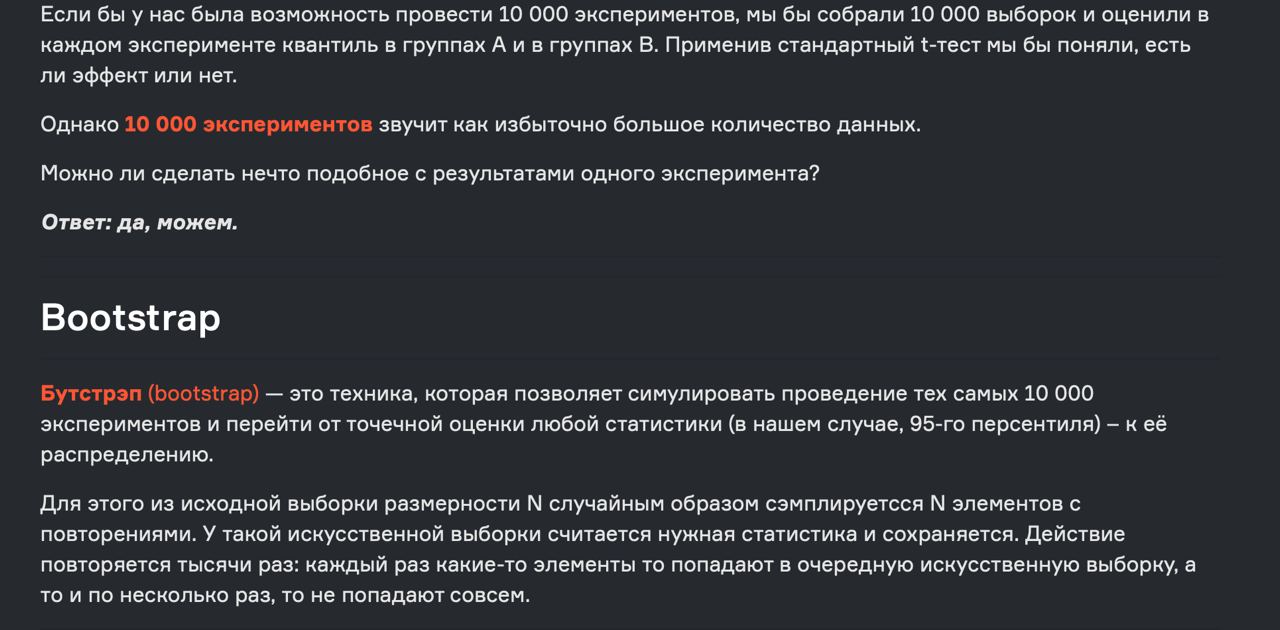 Если бы у нас была возможность провести 10 000 экспериментов, мы бы собрали 10 000 выборок и оценили в
каждом эксперименте квантиль в группах А и в группах B. Применив стандартный t-тест мы бы поняли, есть
ли эффект или нет.
Однако 10 000 экспериментов звучит как избыточно большое количество данных.
Можно ли сделать нечто подобное с результатами одного эксперимента?
Ответ: да, можем.
Bootstrap
Бутстрэп (bootstrap) — это техника, которая позволяет симулировать проведение тех самых 10 000
экспериментов и перейти от точечной оценки любой статистики (в нашем случае, 95-го персентиля) – к её
распределению.
Для этого из исходной выборки размерности N случайным образом сэмплируетсся N элементов с
повторениями. У такой искусственной выборки считается нужная статистика и сохраняется. Действие
повторяется тысячи раз: каждый раз какие-то элементы то попадают в очередную искусственную выборку, а
то и по несколько раз, то не попадают совсем.